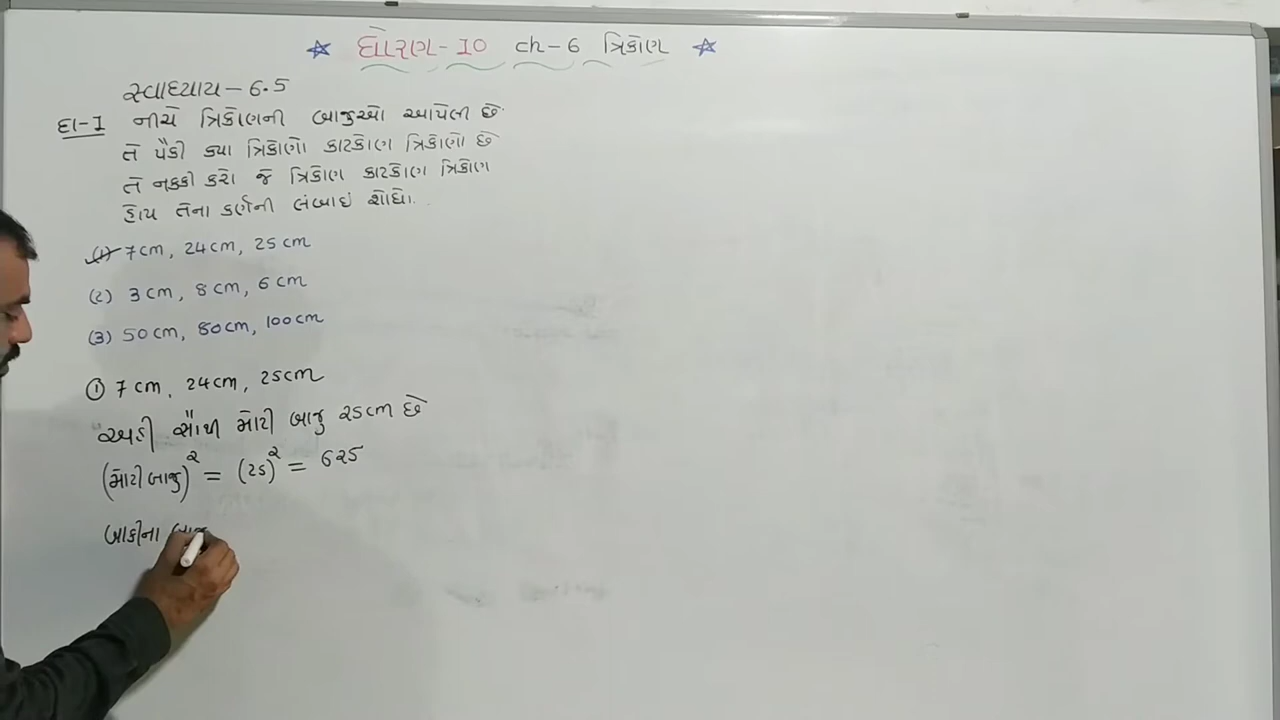 ☆ ધોરણ-10 ch-6 ત્રિકોણ ☆
સ્વાધ્યાય-6.5
દા-1 નીચે ત્રિકોણની બાજુઓ આપેલી છે
તે પૈકી ક્યા ત્રિકોણો કાટકોણ ત્રિકોણો છે
તે નક્કી કરો જે ત્રિકોણ કાટકોણ ત્રિકોણ
હોય તેના કર્ણની લંબાઇ શોધો.
(1) 7cm, 24cm, 25cm
(2) 3cm, 8cm, 6cm
(3) 50cm, 80cm, 100cm
① 7cm, 24cm, 25cm
અહી સૌથી મોટી બાજુ 25cm છે
(મોટી બાજુ)² = (25)² = 625
બાકીના બાજુ